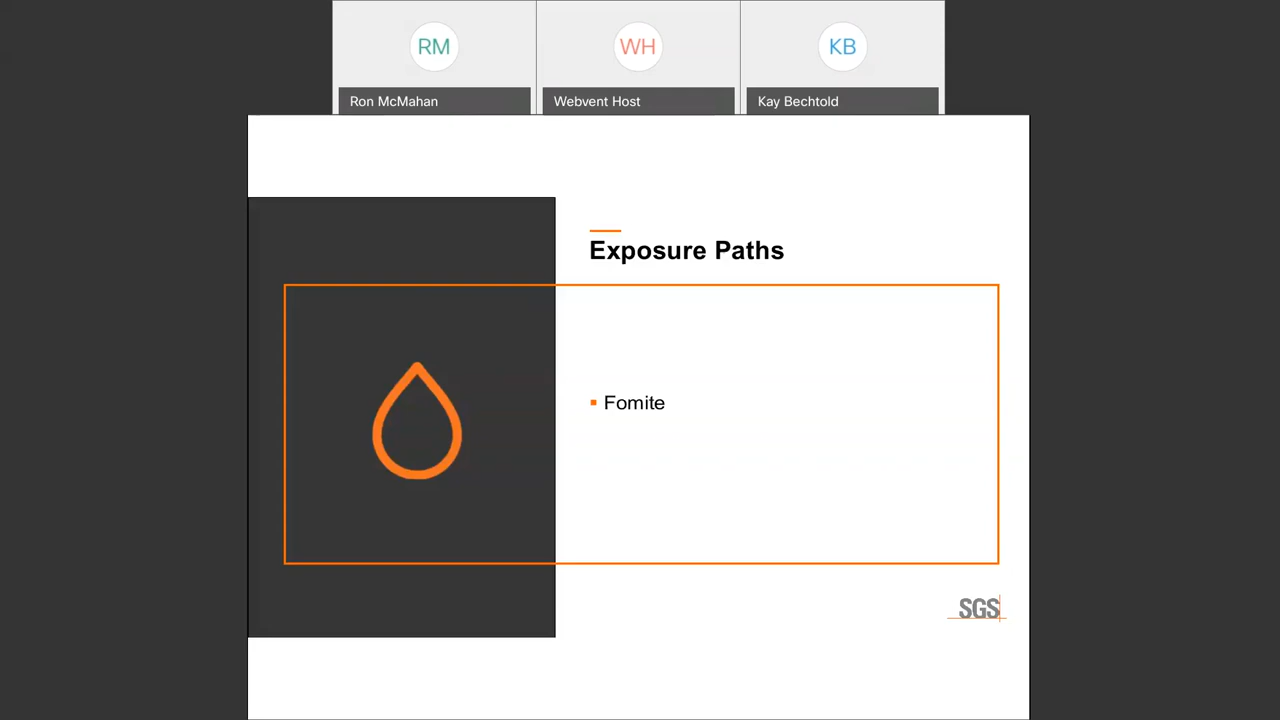 RM
WH
KB
Ron McMahan
Webvent Host
Kay Bechtold
Exposure Paths
Fomite
SGS